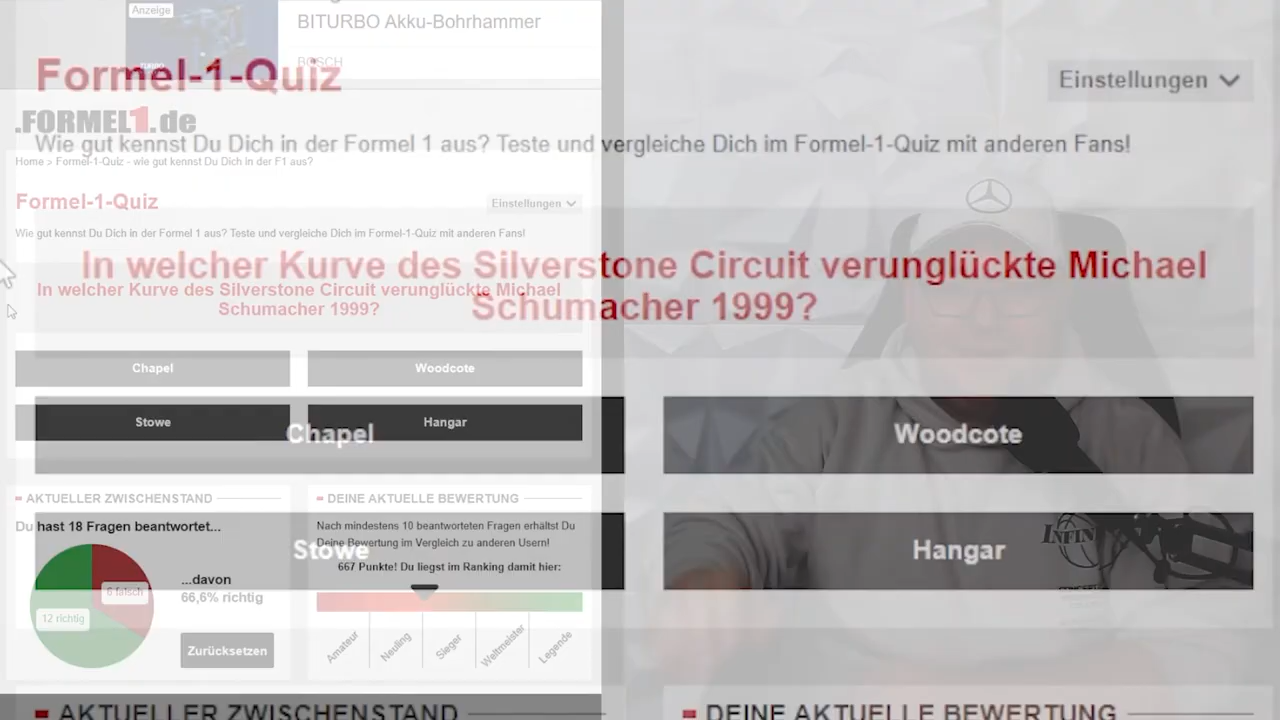 Anzeige
BITURBO Akku-Bohrhammer
BOSCH
TURBO
Formel-1-Quiz
Einstellungen
.FORMEL1.de
Wie gut kennst Du Dich in der Formel 1 aus? Teste und vergleiche Dich im Formel-1-Quiz mit anderen Fans!
Home > Formel-1-Quiz - wie gut kennst Du Dich in der F1 aus?
Formel-1-Quiz
Einstellungen
Wie gut kennst Du Dich in der Formel 1 aus? Teste und vergleiche Dich im Formel-1-Quiz mit anderen Fans!
In welcher Kurve des Silverstone Circuit verunglückte Michael
Schumacher 1999?
In welcher Kurve des Silverstone Circuit verunglückte Michael
Schumacher 1999?
Chapel
Woodcote
Stowe
Hangar
Chapel
Woodcote
Stowe
Hangar
INFIN
AKTUELLER ZWISCHENSTAND
Du hast 18 Fragen beantwortet...
6 falsch
12 richtig
...davon
66,6% richtig
Zurücksetzen
DEINE AKTUELLE BEWERTUNG
Nach mindestens 10 beantworteten Fragen erhältst Du
Deine Bewertung im Vergleich zu anderen Usern!
667 Punkte! Du liegst im Ranking damit hier:
Amateur
Neuling
Sieger
Weltmeister
Legende
AKTUELLER ZWISCHENSTAND
DEINE AKTUELLE BEWERTUNG